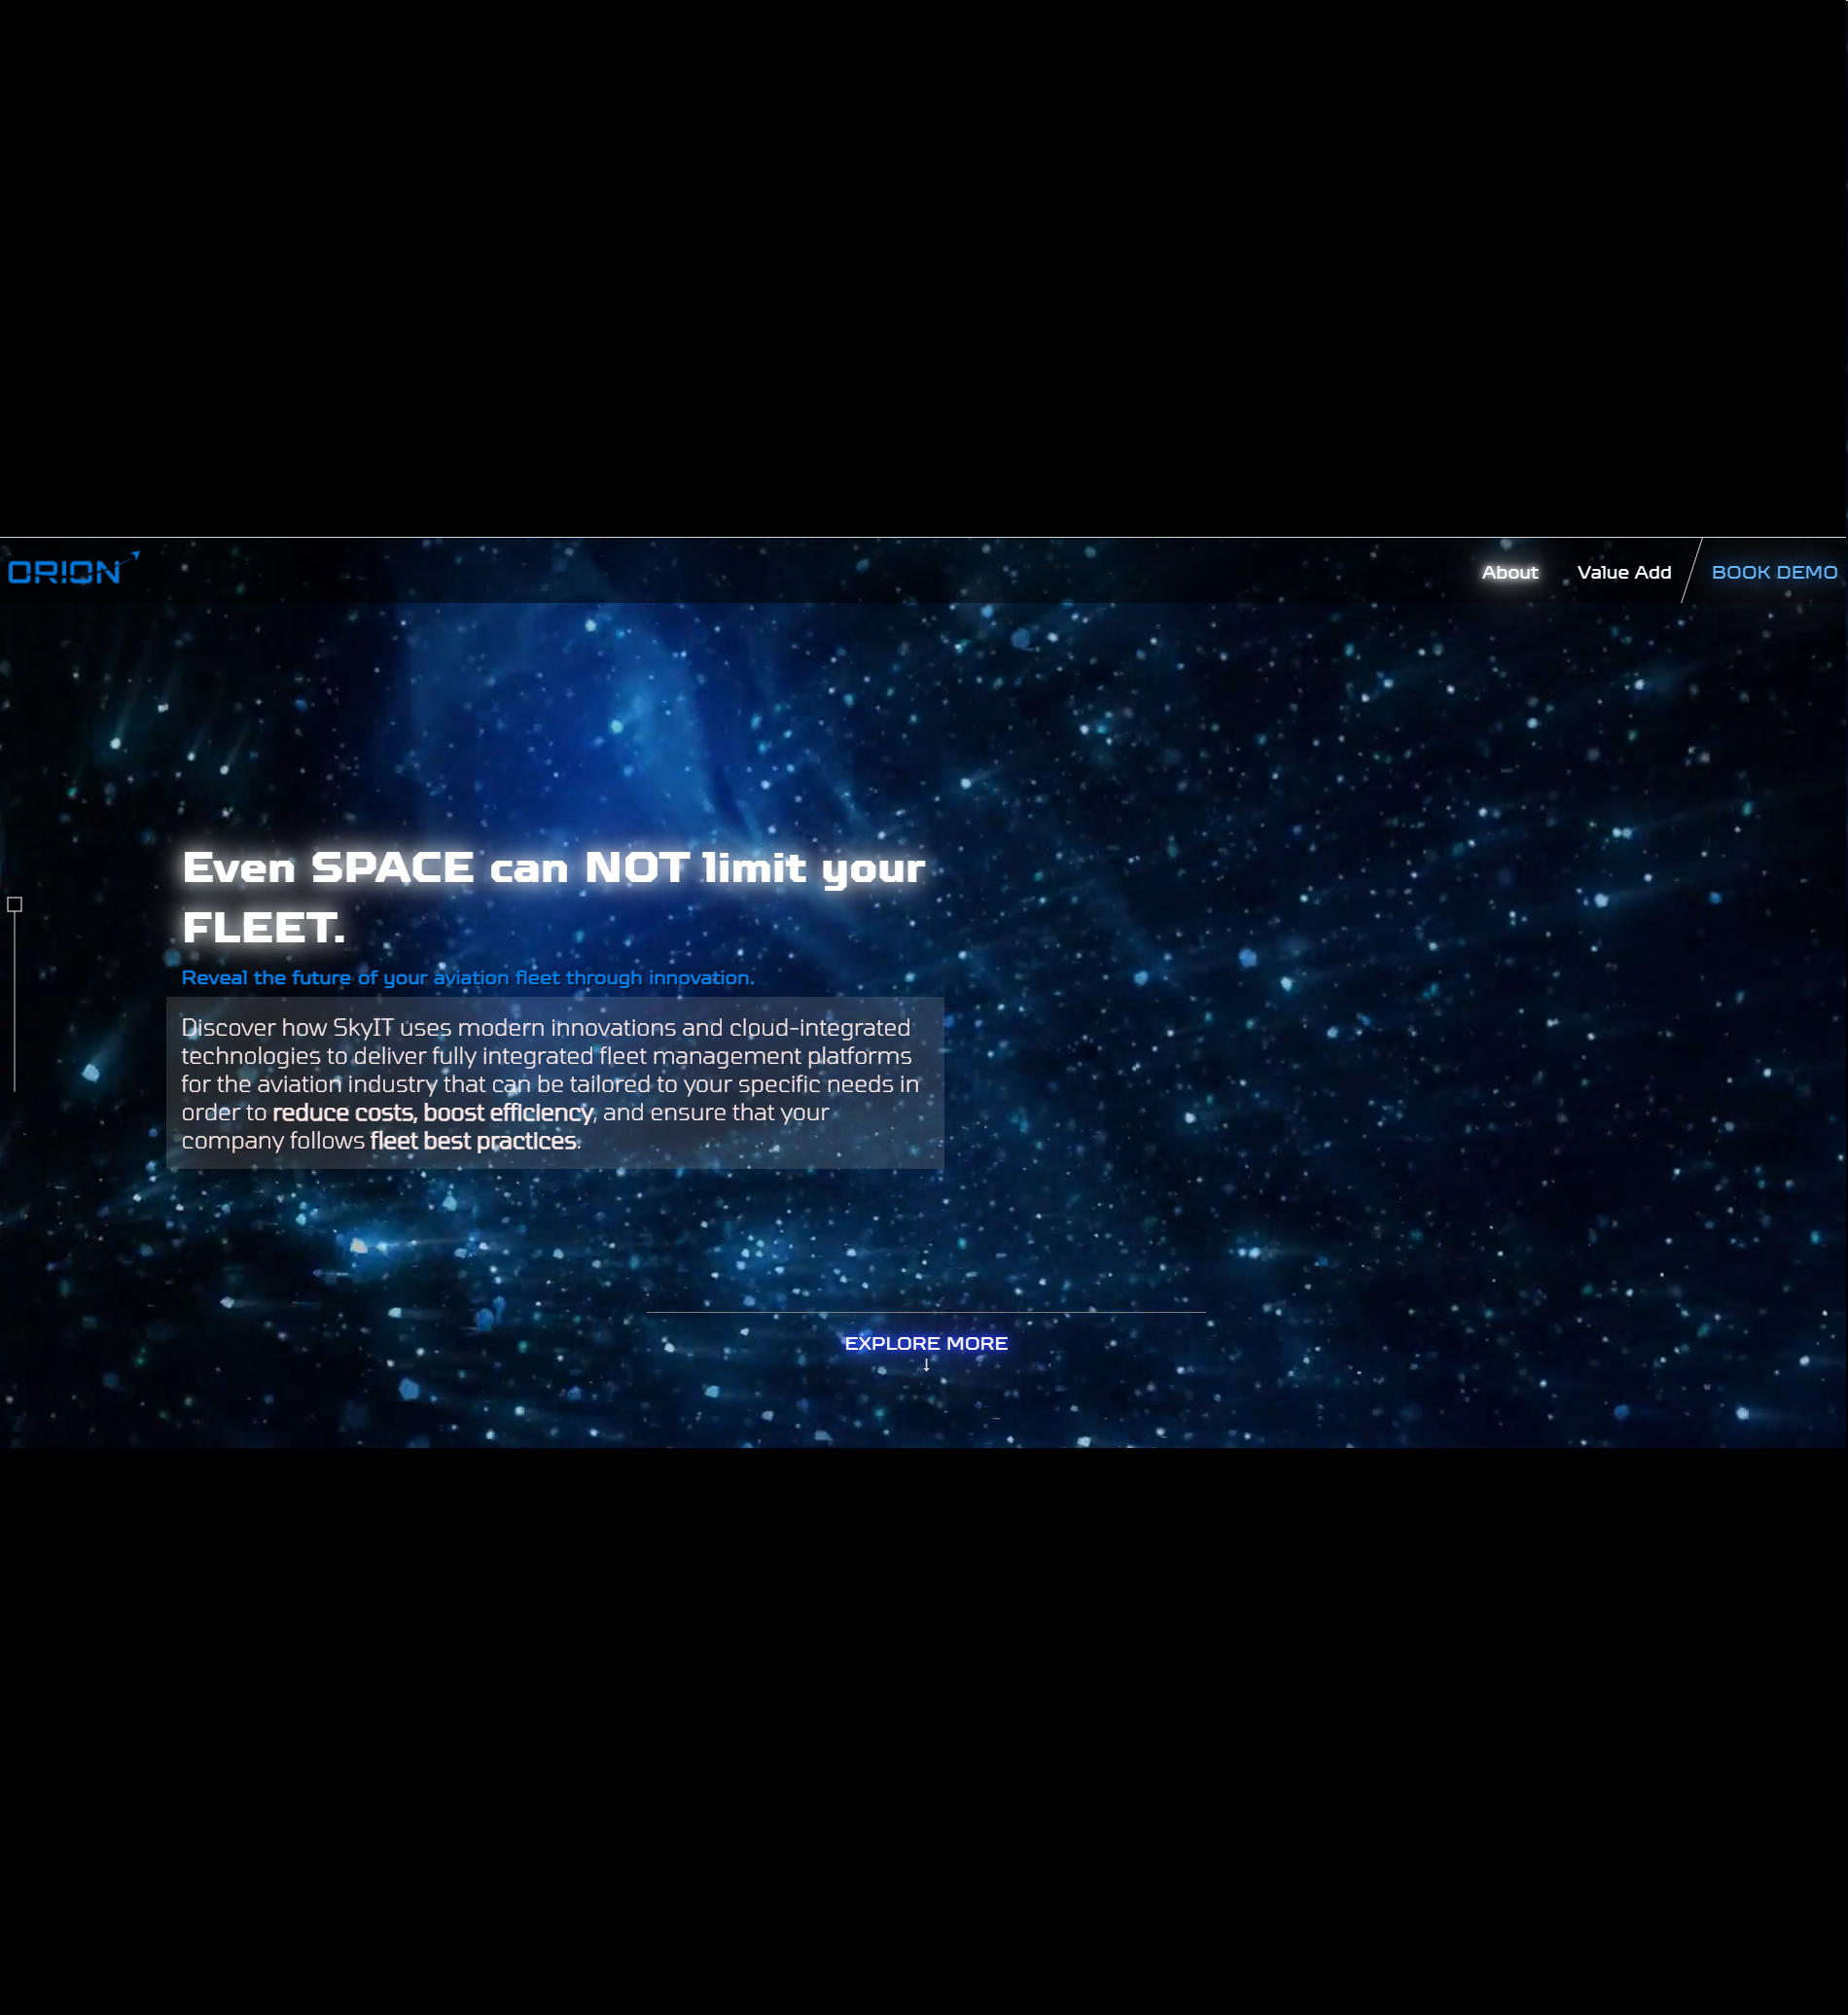 ORION
About
Value Add
BOOK DEMO
Even SPACE can NOT limit your
FLEET.
Reveal the future of your aviation fleet through innovation.
Discover how SkyIT uses modern innovations and cloud-integrated
technologies to deliver fully integrated fleet management platforms
for the aviation industry that can be tailored to your specific needs in
order to reduce costs, boost efficiency, and ensure that your
company follows fleet best practices.
EXPLORE MORE
↓